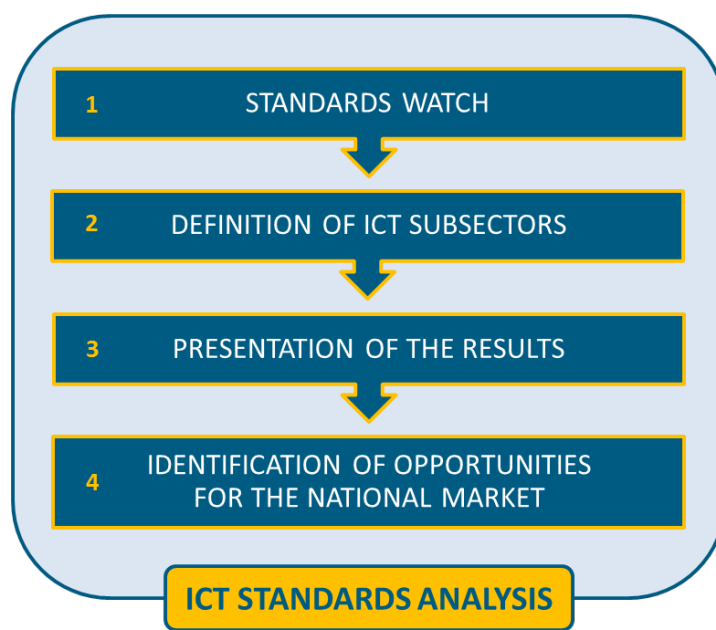 1 STANDARDS WATCH
2 DEFINITION OF ICT SUBSECTORS
3 PRESENTATION OF THE RESULTS
4 IDENTIFICATION OF OPPORTUNITIES
FOR THE NATIONAL MARKET
ICT STANDARDS ANALYSIS